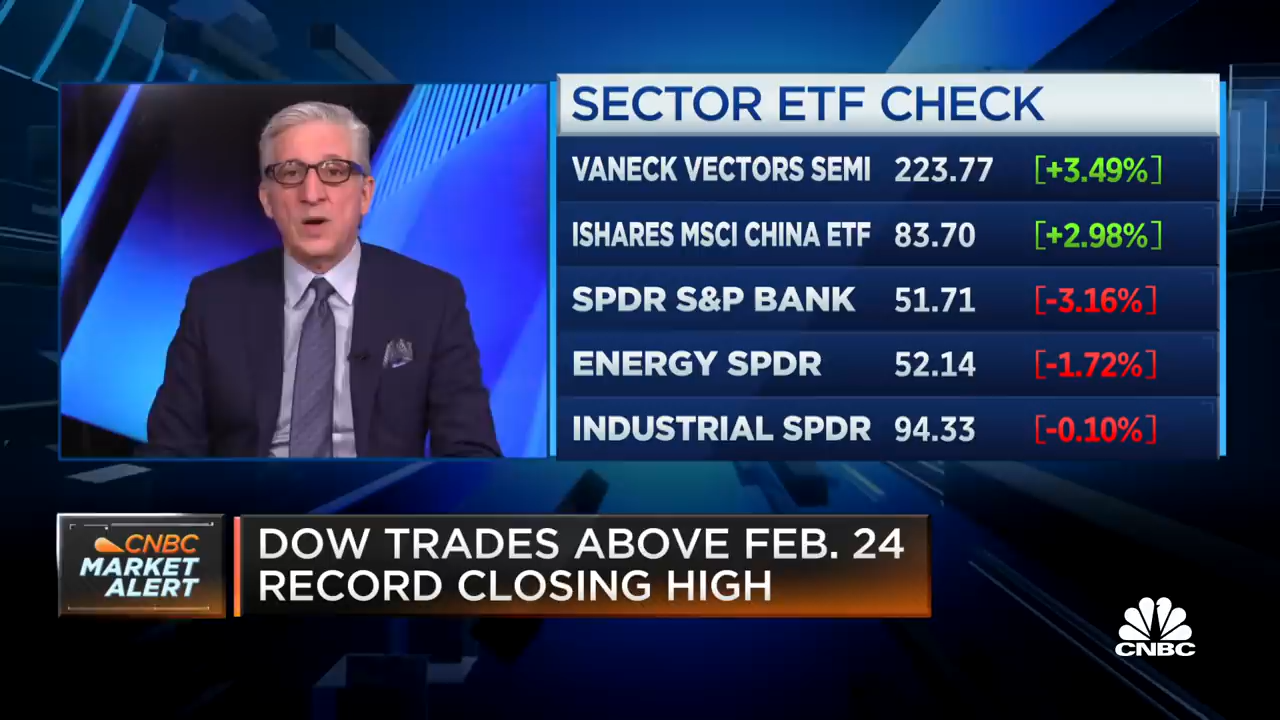 SECTOR ETF CHECK
VANECK VECTORS SEMI 223.77 [+3.49%]
ISHARES MSCI CHINA ETF 83.70 [+2.98%]
SPDR S&P BANK 51.71 [-3.16%]
ENERGY SPDR 52.14 [-1.72%]
INDUSTRIAL SPDR 94.33 [-0.10%]
CNBC
MARKET
ALERT
DOW TRADES ABOVE FEB. 24
RECORD CLOSING HIGH
CNBC